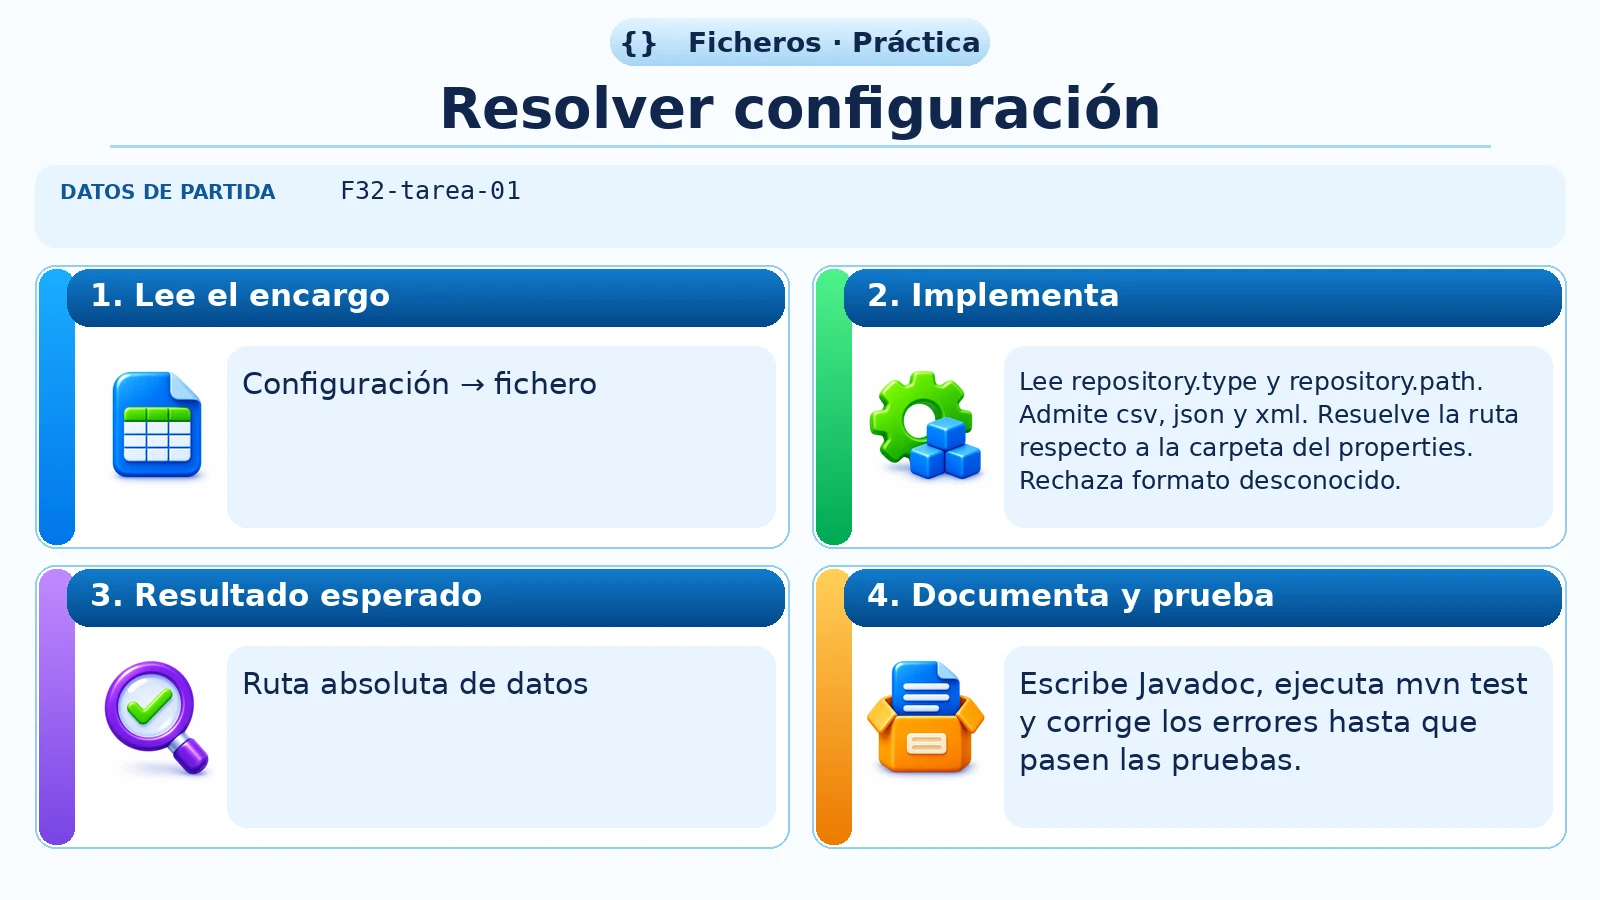 {} Ficheros · Práctica
Resolver configuración
DATOS DE PARTIDA F32-tarea-01
1. Lee el encargo
Configuración → fichero
2. Implementa
Lee repository.type y repository.path.
Admite csv, json y xml. Resuelve la ruta
respecto a la carpeta del properties.
Rechaza formato desconocido.
3. Resultado esperado
Ruta absoluta de datos
4. Documenta y prueba
Escribe Javadoc, ejecuta mvn test
y corrige los errores hasta que
pasen las pruebas.